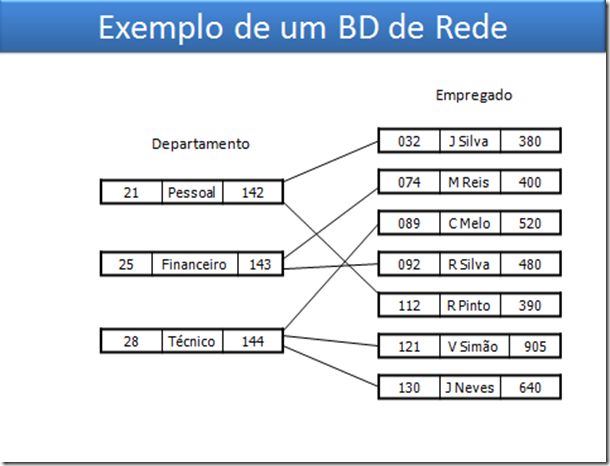 Exemplo de um BD de Rede
Departamento
21 Pessoal 142
25 Financeiro 143
28 Técnico 144
Empregado
032 J Silva 380
074 M Reis 400
089 C Melo 520
092 R Silva 480
112 R Pinto 390
121 V Simão 905
130 J Neves 640